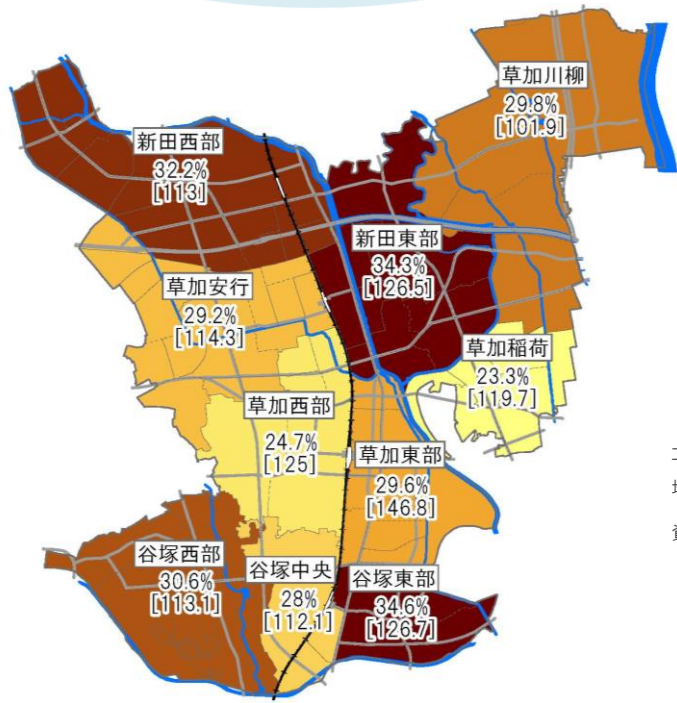 草加川柳
29.8%
[101.9]
新田西部
32.2%
[113]
新田東部
34.3%
[126.5]
草加安行
29.2%
[114.3]
草加稲荷
23.3%
[119.7]
草加西部
24.7%
[125]
草加東部
29.6%
[146.8]
谷塚西部
30.6%
[113.1]
谷塚中央
28%
[112.1]
谷塚東部
34.6%
[126.7]